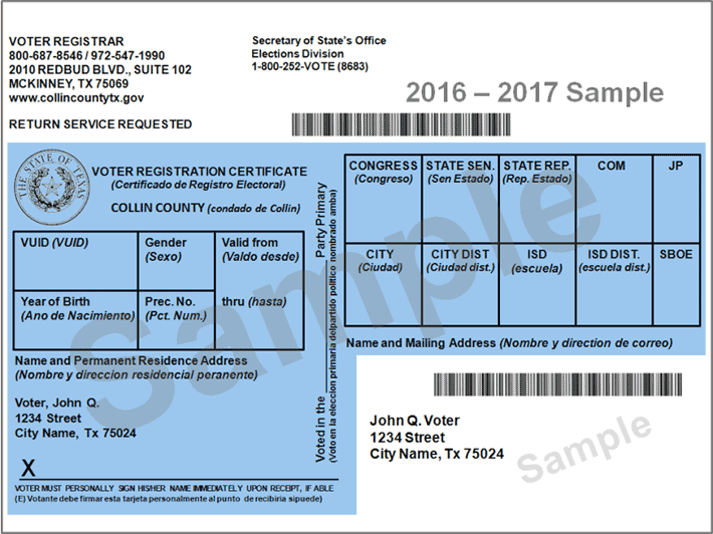 VOTER REGISTRAR
800-687-8546 / 972-547-1990
2010 REDBUD BLVD., SUITE 102
MCKINNEY, TX 75069
www.collincountytx.gov
RETURN SERVICE REQUESTED
Secretary of State's Office
Elections Division
1-800-252-VOTE (8683)
2016 – 2017 Sample
THE STATE OF TEXAS
VOTER REGISTRATION CERTIFICATE
(Certificado de Registro Electoral)
COLLIN COUNTY (condado de Collin)
VUID (VUID)
Gender
(Sexo)
Valid from
(Valdo desde)
Year of Birth
(Ano de Nacimiento)
Prec. No.
(Pct. Num.)
thru (hasta)
Name and Permanent Residence Address
(Nombre y direccion residencial peranente)
Voter, John Q.
1234 Street
City Name, Tx 75024
X
VOTER MUST PERSONALLY SIGN HIS/HER NAME IMMEDIATELY UPON RECEIPT, IF ABLE
(E) Votante debe firmar esta tarjeta personalmente al punto de recibiria sipuede)
Voted in the ______ Party Primary
(Voto en la eleccion primaria delpartido politico nombrado amba)
CONGRESS
(Congreso)
STATE SEN.
(Sen Estado)
STATE REP.
(Rep. Estado)
COM
JP
CITY
(Ciudad)
CITY DIST
(Ciudad dist.)
ISD
(escuela)
ISD DIST.
(escuela dist.)
SBOE
Name and Mailing Address (Nombre y direction de correo)
John Q. Voter
1234 Street
City Name, Tx 75024
Sample
Sample